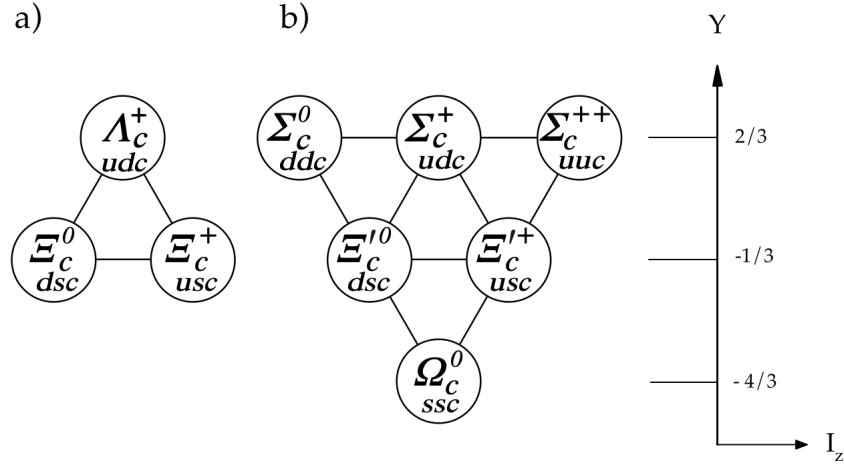 a)
b)
Y
Λc+
udc
Σc0
ddc
Σc+
udc
Σc++
uuc
2/3
Ξc0
dsc
Ξc+
usc
Ξ′c0
dsc
Ξ′c+
usc
-1/3
Ωc0
ssc
-4/3
Iz